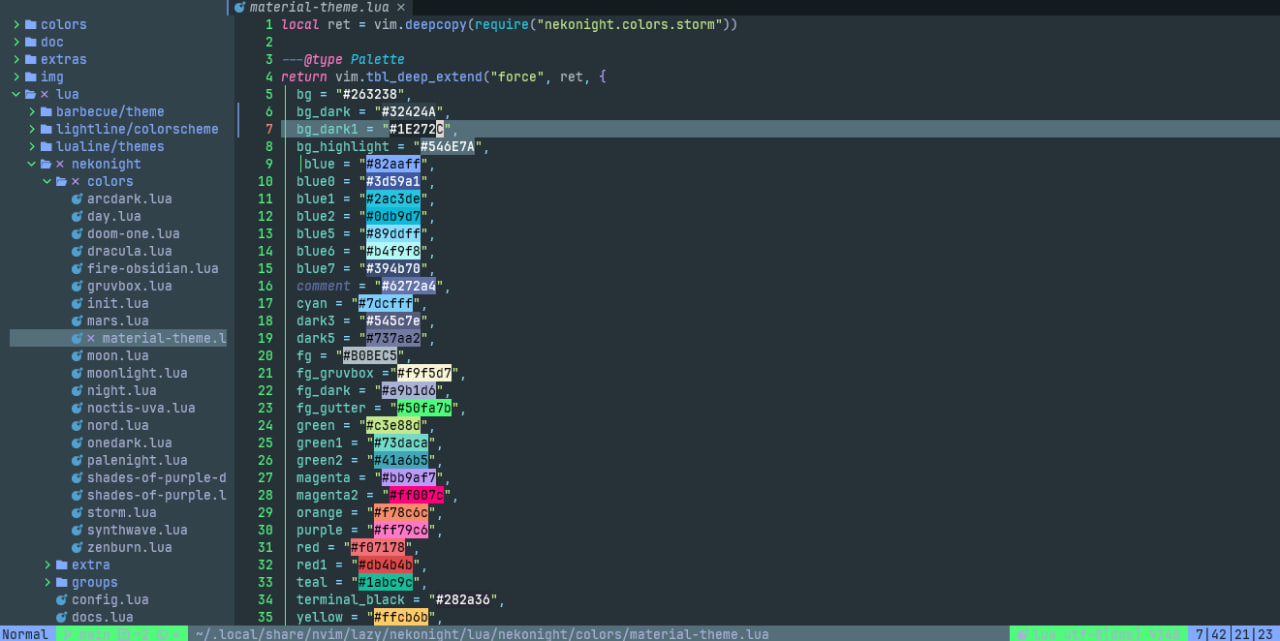 material-theme.lua ×
colors
doc
extras
img
lua
barbecue/theme
lightline/colorscheme
lualine/themes
nekonight
colors
arcdark.lua
day.lua
doom-one.lua
dracula.lua
fire-obsidian.lua
gruvbox.lua
init.lua
mars.lua
material-theme.l
moon.lua
moonlight.lua
night.lua
noctis-uva.lua
nord.lua
onedark.lua
palenight.lua
shades-of-purple-d
shades-of-purple.l
storm.lua
synthwave.lua
zenburn.lua
extra
groups
config.lua
docs.lua
1 local ret = vim.deepcopy(require("nekonight.colors.storm"))
2
3 ---@type Palette
4 return vim.tbl_deep_extend("force", ret, {
5 bg = "#263238",
6 bg_dark = "#32424A",
7 bg_dark1 = "#1E272C",
8 bg_highlight = "#546E7A",
9 blue = "#82aaff",
10 blue0 = "#3d59a1",
11 blue1 = "#2ac3de",
12 blue2 = "#0db9d7",
13 blue5 = "#89ddff",
14 blue6 = "#b4f9f8",
15 blue7 = "#394b70",
16 comment = "#6272a4",
17 cyan = "#7dcfff",
18 dark3 = "#545c7e",
19 dark5 = "#737aa2",
20 fg = "#B0BEC5",
21 fg_gruvbox ="#f9f5d7",
22 fg_dark = "#a9b1d6",
23 fg_gutter = "#50fa7b",
24 green = "#c3e88d",
25 green1 = "#73daca",
26 green2 = "#41a6b5",
27 magenta = "#bb9af7",
28 magenta2 = "#ff007c",
29 orange = "#f78c6c",
30 purple = "#ff79c6",
31 red = "#f07178",
32 red1 = "#db4b4b",
33 teal = "#1abc9c",
34 terminal_black = "#282a36",
35 yellow = "#ffcb6b",
Normal ~/.local/share/nvim/lazy/nekonight/lua/nekonight/colors/material-theme.lua 7|42|21|23